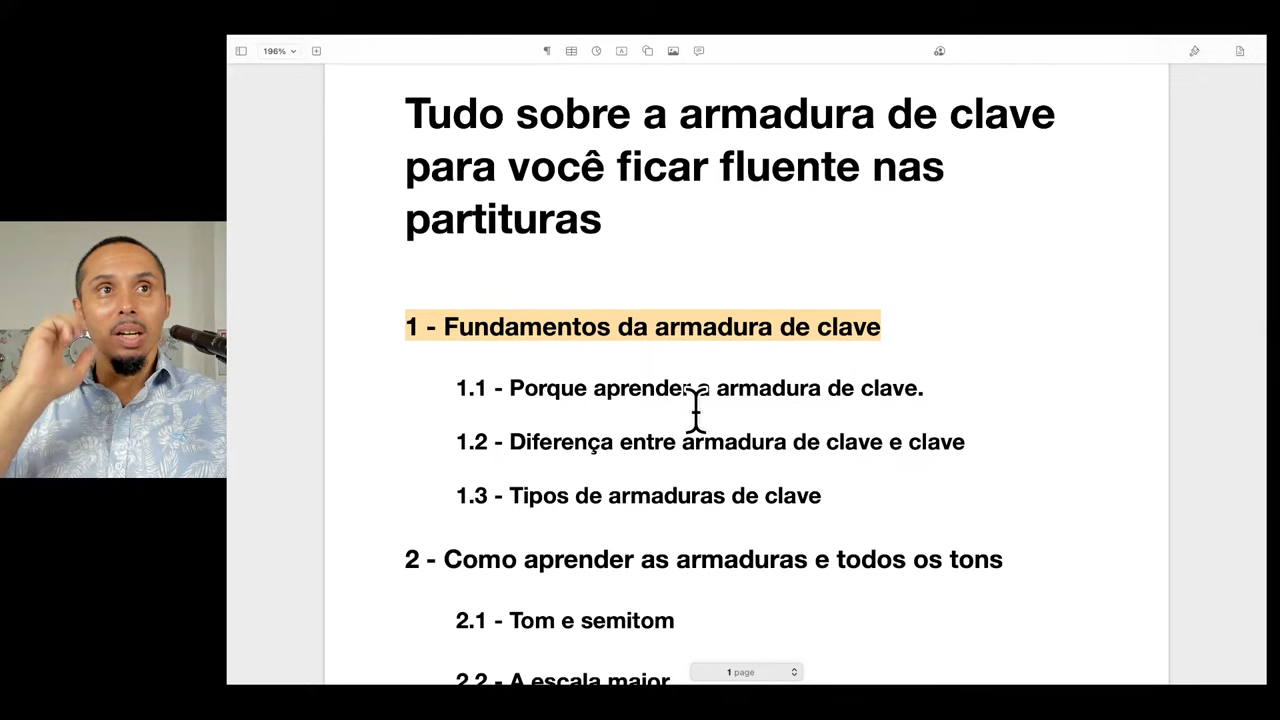 196%
Tudo sobre a armadura de clave
para você ficar fluente nas
partituras
1 - Fundamentos da armadura de clave
1.1 - Porque aprender a armadura de clave.
1.2 - Diferença entre armadura de clave e clave
1.3 - Tipos de armaduras de clave
2 - Como aprender as armaduras e todos os tons
2.1 - Tom e semitom
2.2 - A escala maior
1 page